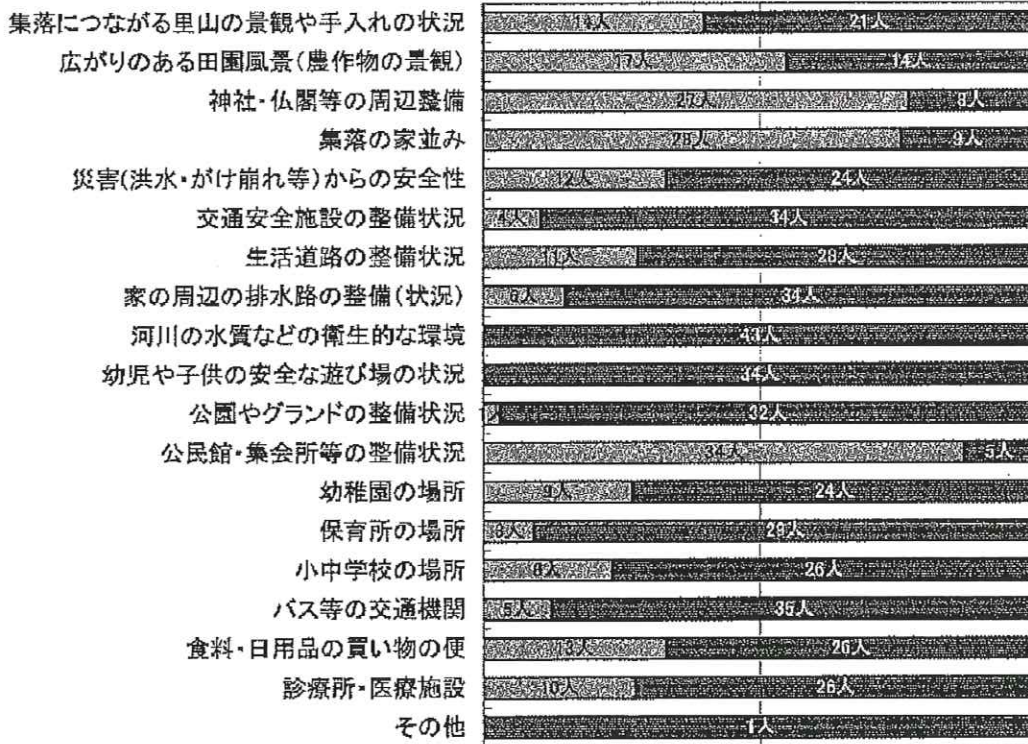 集落につながる里山の景観や手入れの状況 14人 21人
広がりのある田園風景(農作物の景観) 17人 14人
神社・仏閣等の周辺整備 27人 8人
集落の家並み 9人
災害(洪水・がけ崩れ等)からの安全性 12人 24人
交通安全施設の整備状況 4人 34人
生活道路の整備状況 11人 28人
家の周辺の排水路の整備(状況) 6人 34人
河川の水質などの衛生的な環境 43人
幼児や子供の安全な遊び場の状況 34人
公園やグランドの整備状況 32人
公民館・集会所等の整備状況 34人 5人
幼稚園の場所 9人 24人
保育所の場所 3人 29人
小中学校の場所 26人
バス等の交通機関 5人 35人
食料・日用品の買い物の便 13人 26人
診療所・医療施設 10人 26人
その他 1人